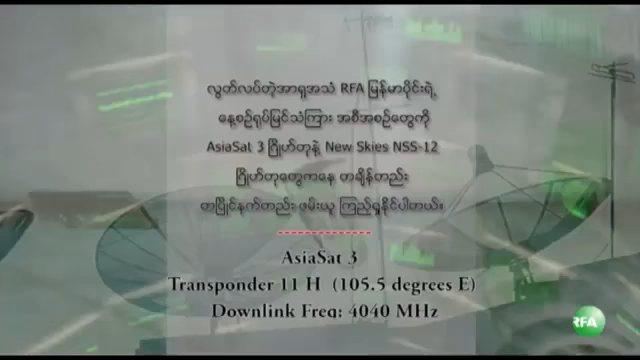 လွတ်လပ်တဲ့အာရှအသံ RFA မြန်မာပိုင်းရဲ့
နေ့စဉ်ရုပ်မြင်သံကြား အစီအစဉ်တွေကို
AsiaSat 3 ဂြိုဟ်တုနဲ့ New Skies NSS-12
ဂြိုဟ်တုတွေကနေ တချိန်တည်း
တပြိုင်နက်တည်း ဖမ်းယူ ကြည့်ရှုနိုင်ပါတယ်။
AsiaSat 3
Transponder 11 H (105.5 degrees E)
Downlink Freq: 4040 MHz
RFA